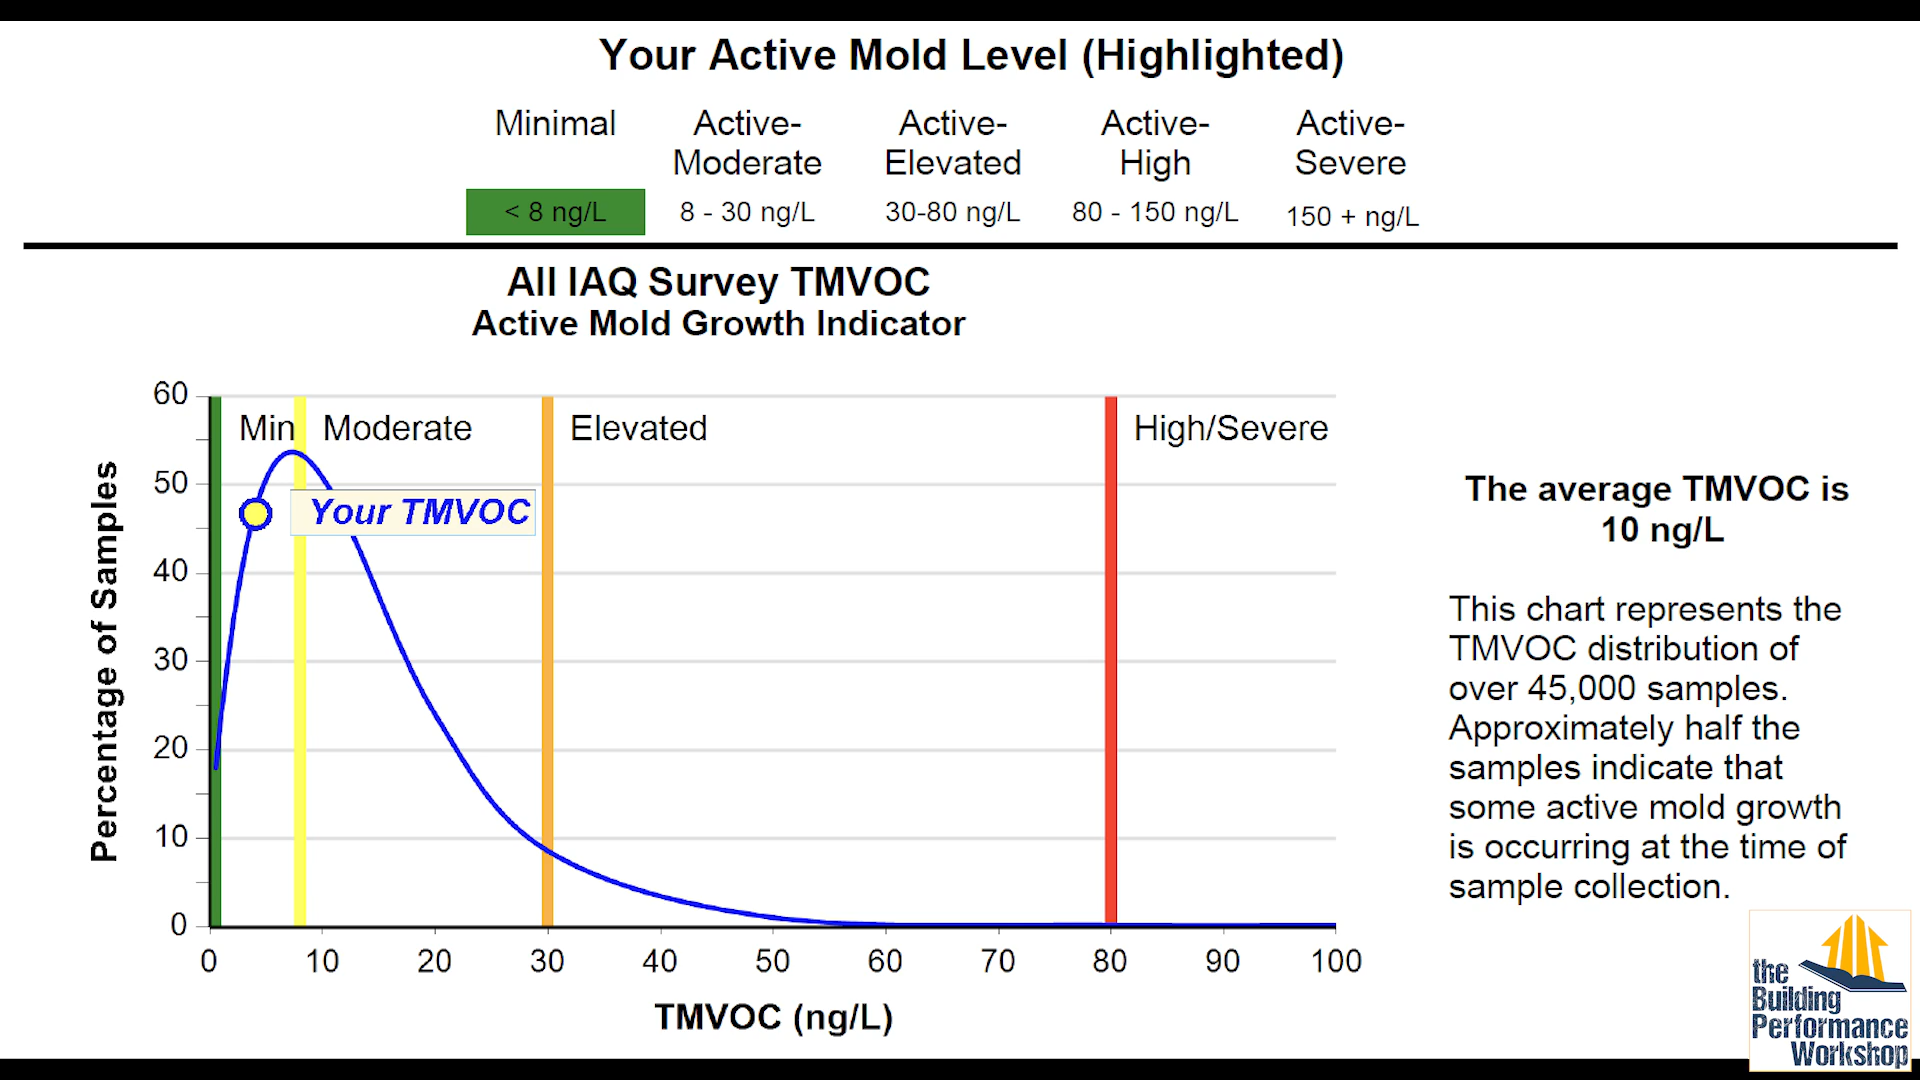 Your Active Mold Level (Highlighted)
Minimal
Active-
Moderate
Active-
Elevated
Active-
High
Active-
Severe
< 8 ng/L
8 - 30 ng/L
30-80 ng/L
80 - 150 ng/L
150 + ng/L
All IAQ Survey TMVOC
Active Mold Growth Indicator
Percentage of Samples
60
50
40
30
20
10
0
Min
Moderate
Elevated
High/Severe
Your TMVOC
0 10 20 30 40 50 60 70 80 90 100
TMVOC (ng/L)
The average TMVOC is
10 ng/L
This chart represents the
TMVOC distribution of
over 45,000 samples.
Approximately half the
samples indicate that
some active mold growth
is occurring at the time of
sample collection.
the
Building
Performance
Workshop